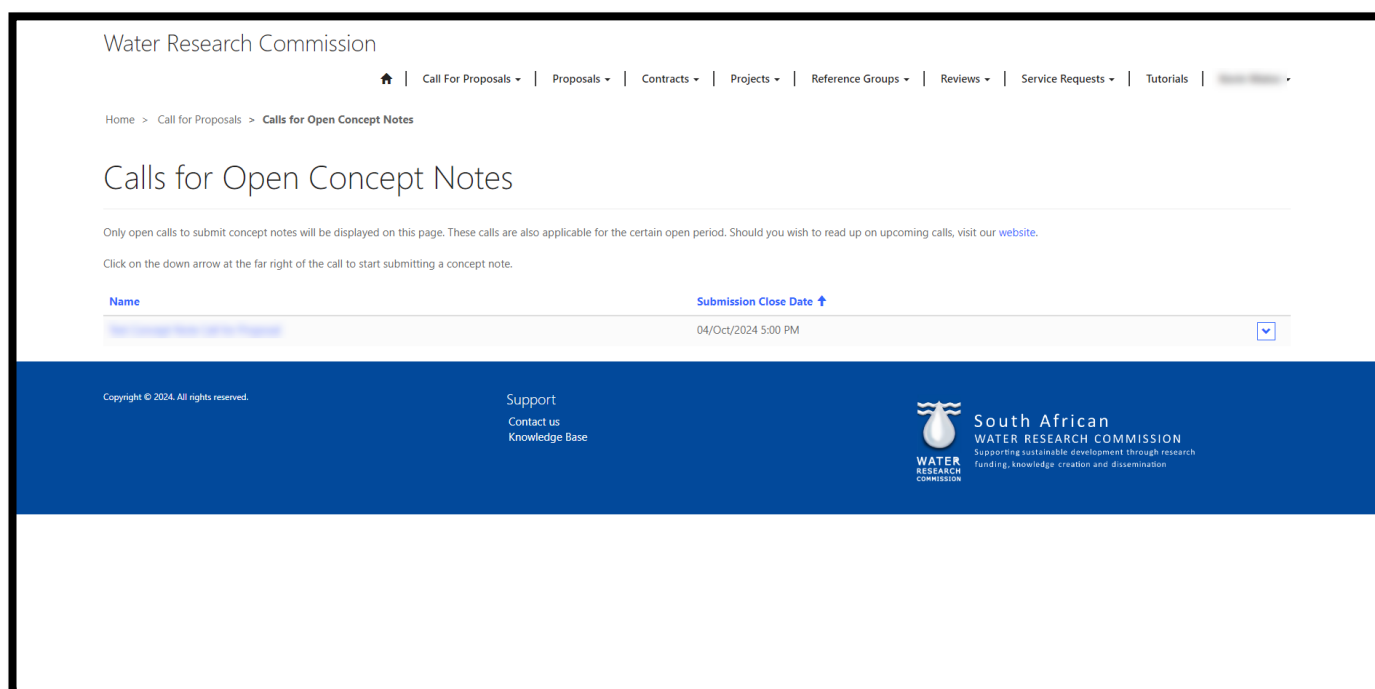 Water Research Commission
Call For Proposals | Proposals | Contracts | Projects | Reference Groups | Reviews | Service Requests | Tutorials |
Home > Call for Proposals > Calls for Open Concept Notes
Calls for Open Concept Notes
Only open calls to submit concept notes will be displayed on this page. These calls are also applicable for the certain open period. Should you wish to read up on upcoming calls, visit our website.
Click on the down arrow at the far right of the call to start submitting a concept note.
Name Submission Close Date
04/Oct/2024 5:00 PM
Copyright © 2024. All rights reserved.
Support
Contact us
Knowledge Base
WATER
RESEARCH
COMMISSION
South African
WATER RESEARCH COMMISSION
Supporting sustainable development through research
funding, knowledge creation and dissemination